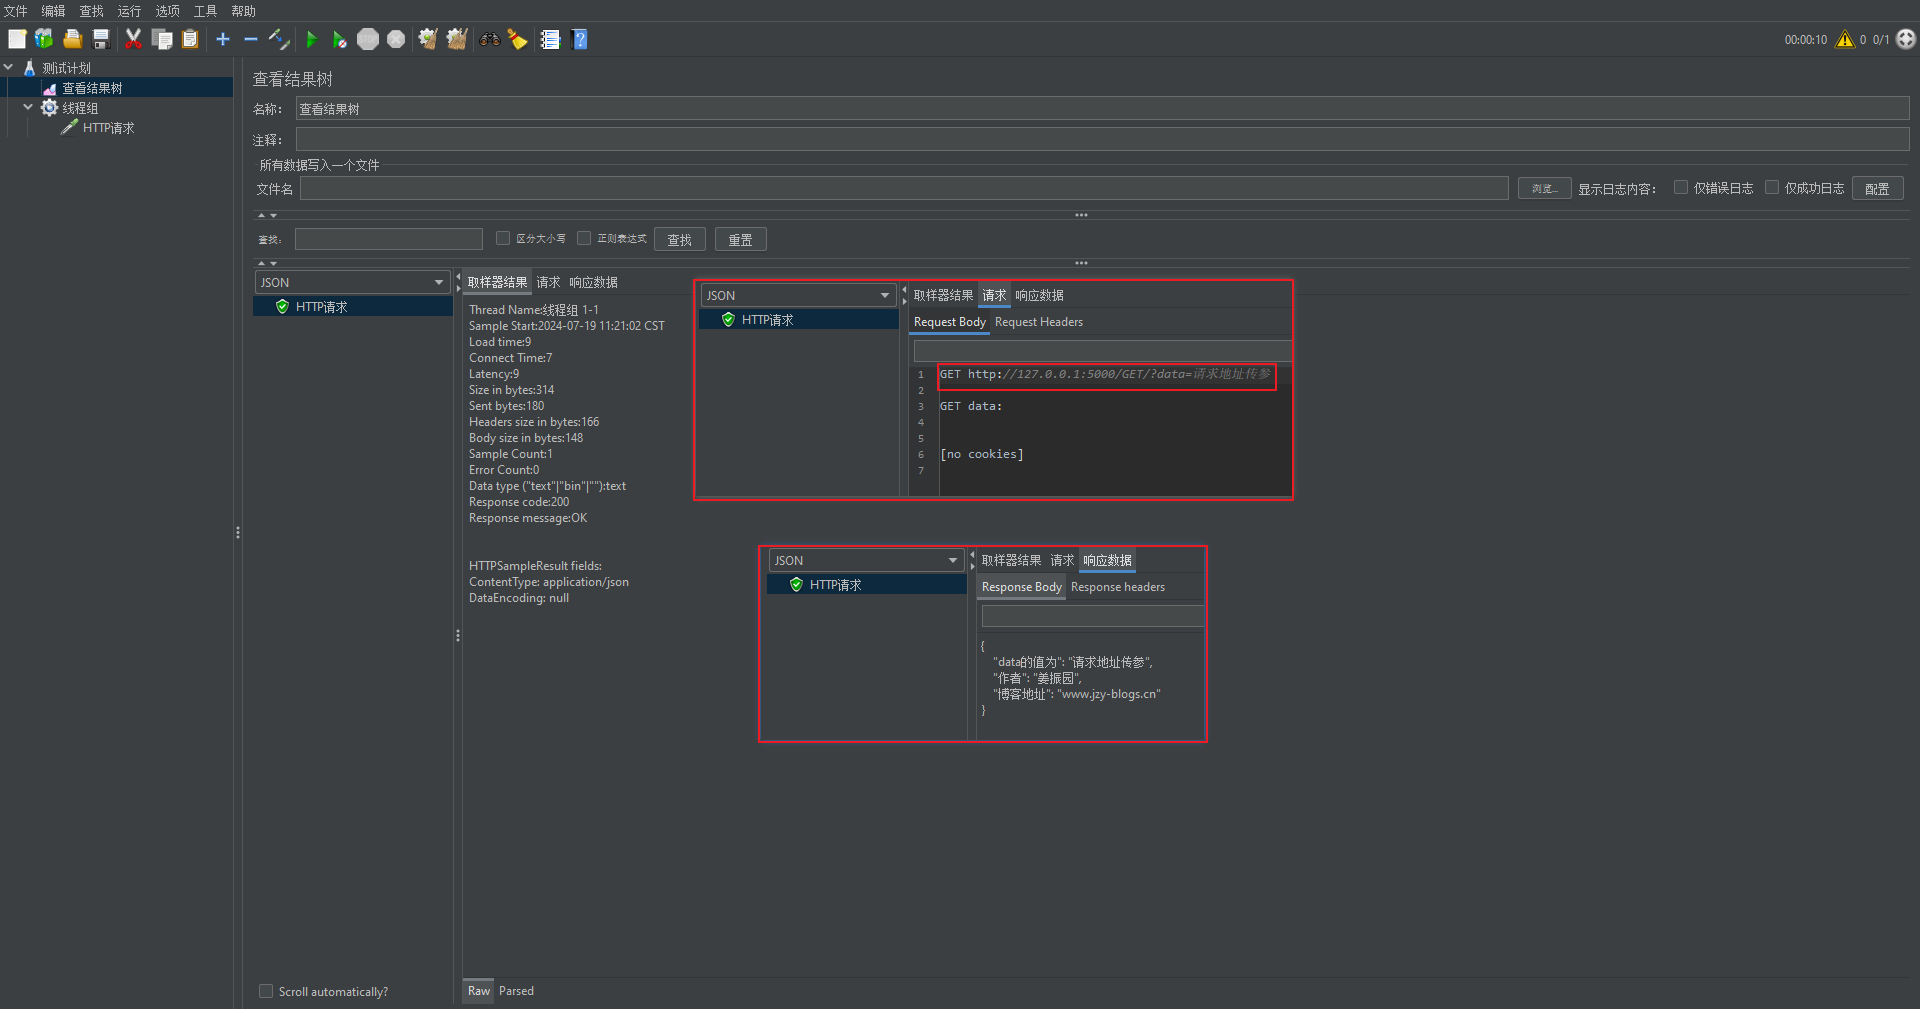 文件 编辑 查找 运行 选项 工具 帮助
00:00:10 0 0/1
测试计划
查看结果树
线程组
HTTP请求
查看结果树
名称： 查看结果树
注释：
所有数据写入一个文件
文件名 浏览... 显示日志内容： 仅错误日志 仅成功日志 配置
查找： 区分大小写 正则表达式 查找 重置
JSON
HTTP请求
取样器结果 请求 响应数据
Thread Name:线程组 1-1
Sample Start:2024-07-19 11:21:02 CST
Load time:9
Connect Time:7
Latency:9
Size in bytes:314
Sent bytes:180
Headers size in bytes:166
Body size in bytes:148
Sample Count:1
Error Count:0
Data type ("text"|"bin"|""):text
Response code:200
Response message:OK
HTTPSampleResult fields:
ContentType: application/json
DataEncoding: null
JSON
HTTP请求
取样器结果 请求 响应数据
Request Body Request Headers
1 GET http://127.0.0.1:5000/GET/?data=请求地址传参
2
3 GET data:
4
5
6 [no cookies]
7
JSON
HTTP请求
取样器结果 请求 响应数据
Response Body Response headers
{
"data的值为": "请求地址传参",
"作者": "姜振园",
"博客地址": "www.jzy-blogs.cn"
}
Scroll automatically?
Raw Parsed